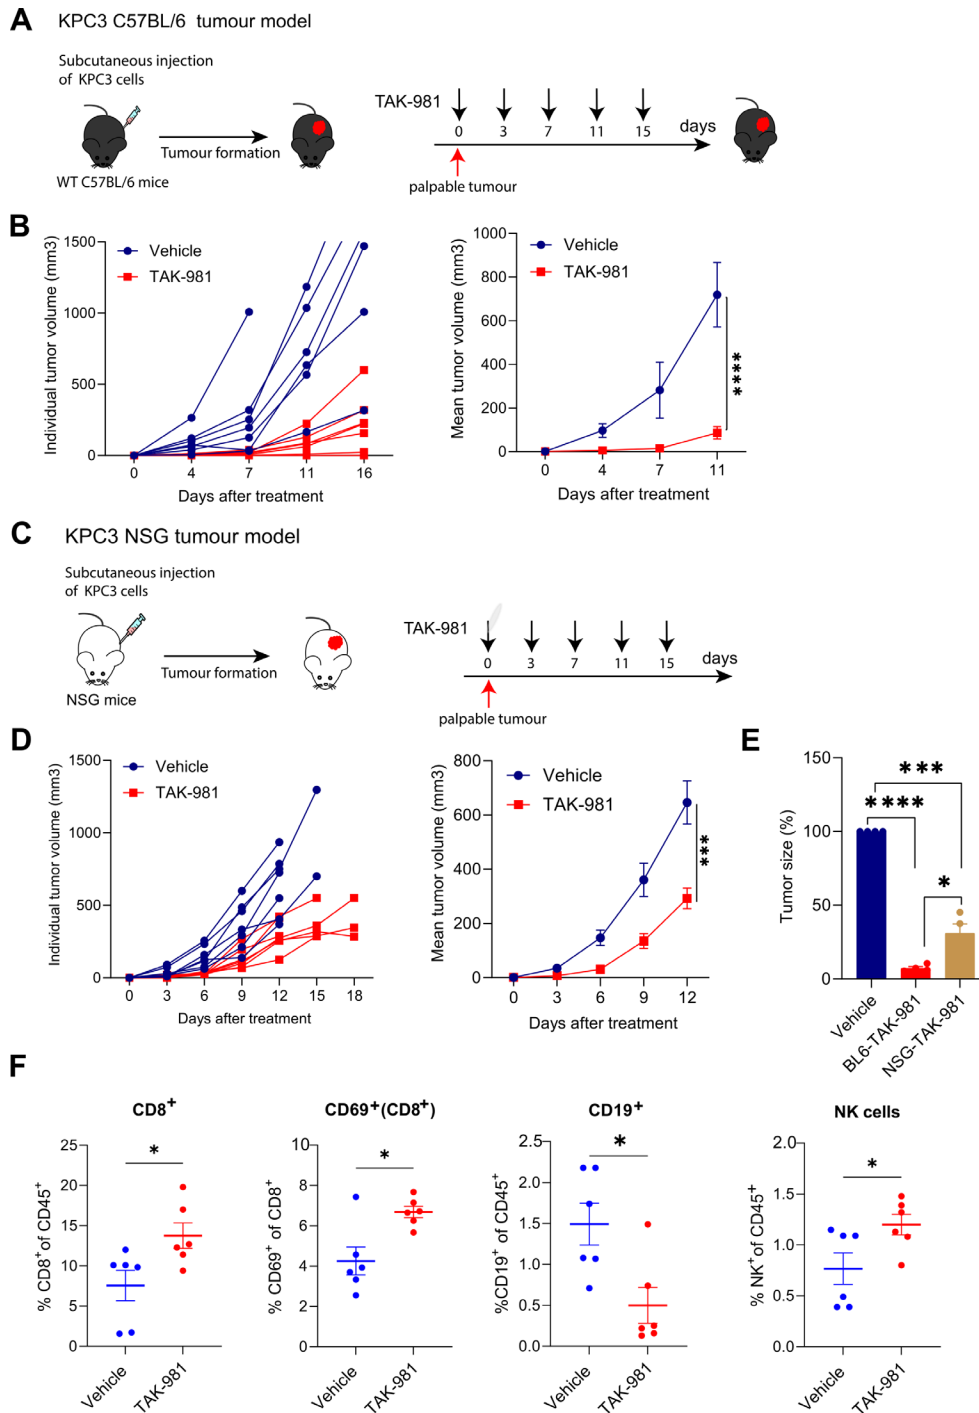 A KPC3 C57BL/6 tumour model
Subcutaneous injection
of KPC3 cells
Tumour formation
WT C57BL/6 mice
TAK-981
0 3 7 11 15 days
palpable tumour
B
Individual tumor volume (mm3)
1500
1000
500
0
Vehicle
TAK-981
0 4 7 11 16
Days after treatment
Mean tumor volume (mm3)
1000
800
600
400
200
0
Vehicle
TAK-981
****
0 4 7 11
Days after treatment
C KPC3 NSG tumour model
Subcutaneous injection
of KPC3 cells
Tumour formation
NSG mice
TAK-981
0 3 7 11 15 days
palpable tumour
D
Individual tumor volume (mm3)
1500
1000
500
0
Vehicle
TAK-981
0 3 6 9 12 15 18
Days after treatment
Mean tumor volume (mm3)
800
600
400
200
0
Vehicle
TAK-981
***
0 3 6 9 12
Days after treatment
E
Tumor size (%)
150
100
50
0
***
****
*
Vehicle
BL6-TAK-981
NSG-TAK-981
F
CD8+
% CD8+ of CD45+
25
20
15
10
5
0
*
Vehicle
TAK-981
CD69+(CD8+)
% CD69+ of CD8+
10
8
6
4
2
0
*
Vehicle
TAK-981
CD19+
%CD19+ of CD45+
2.5
2.0
1.5
1.0
0.5
0.0
*
Vehicle
TAK-981
NK cells
% NK+of CD45+
2.0
1.5
1.0
0.5
0.0
*
Vehicle
TAK-981